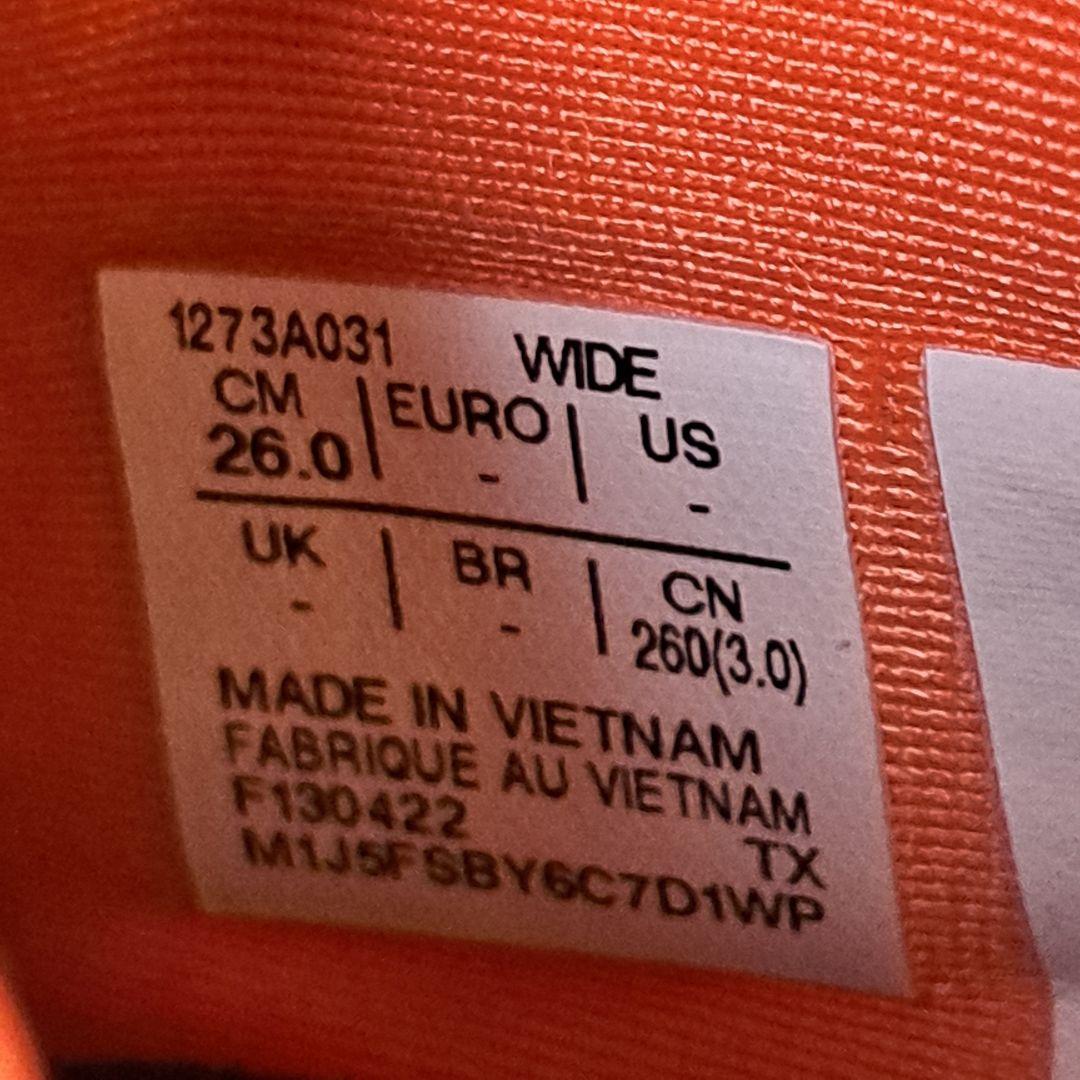 1273A031 WIDE
CM | EURO | US
26.0 - -
UK | BR | CN
- - 260(3.0)
MADE IN VIETNAM
FABRIQUE AU VIETNAM
F130422 TX
M1J5FSBY6C7D1WP